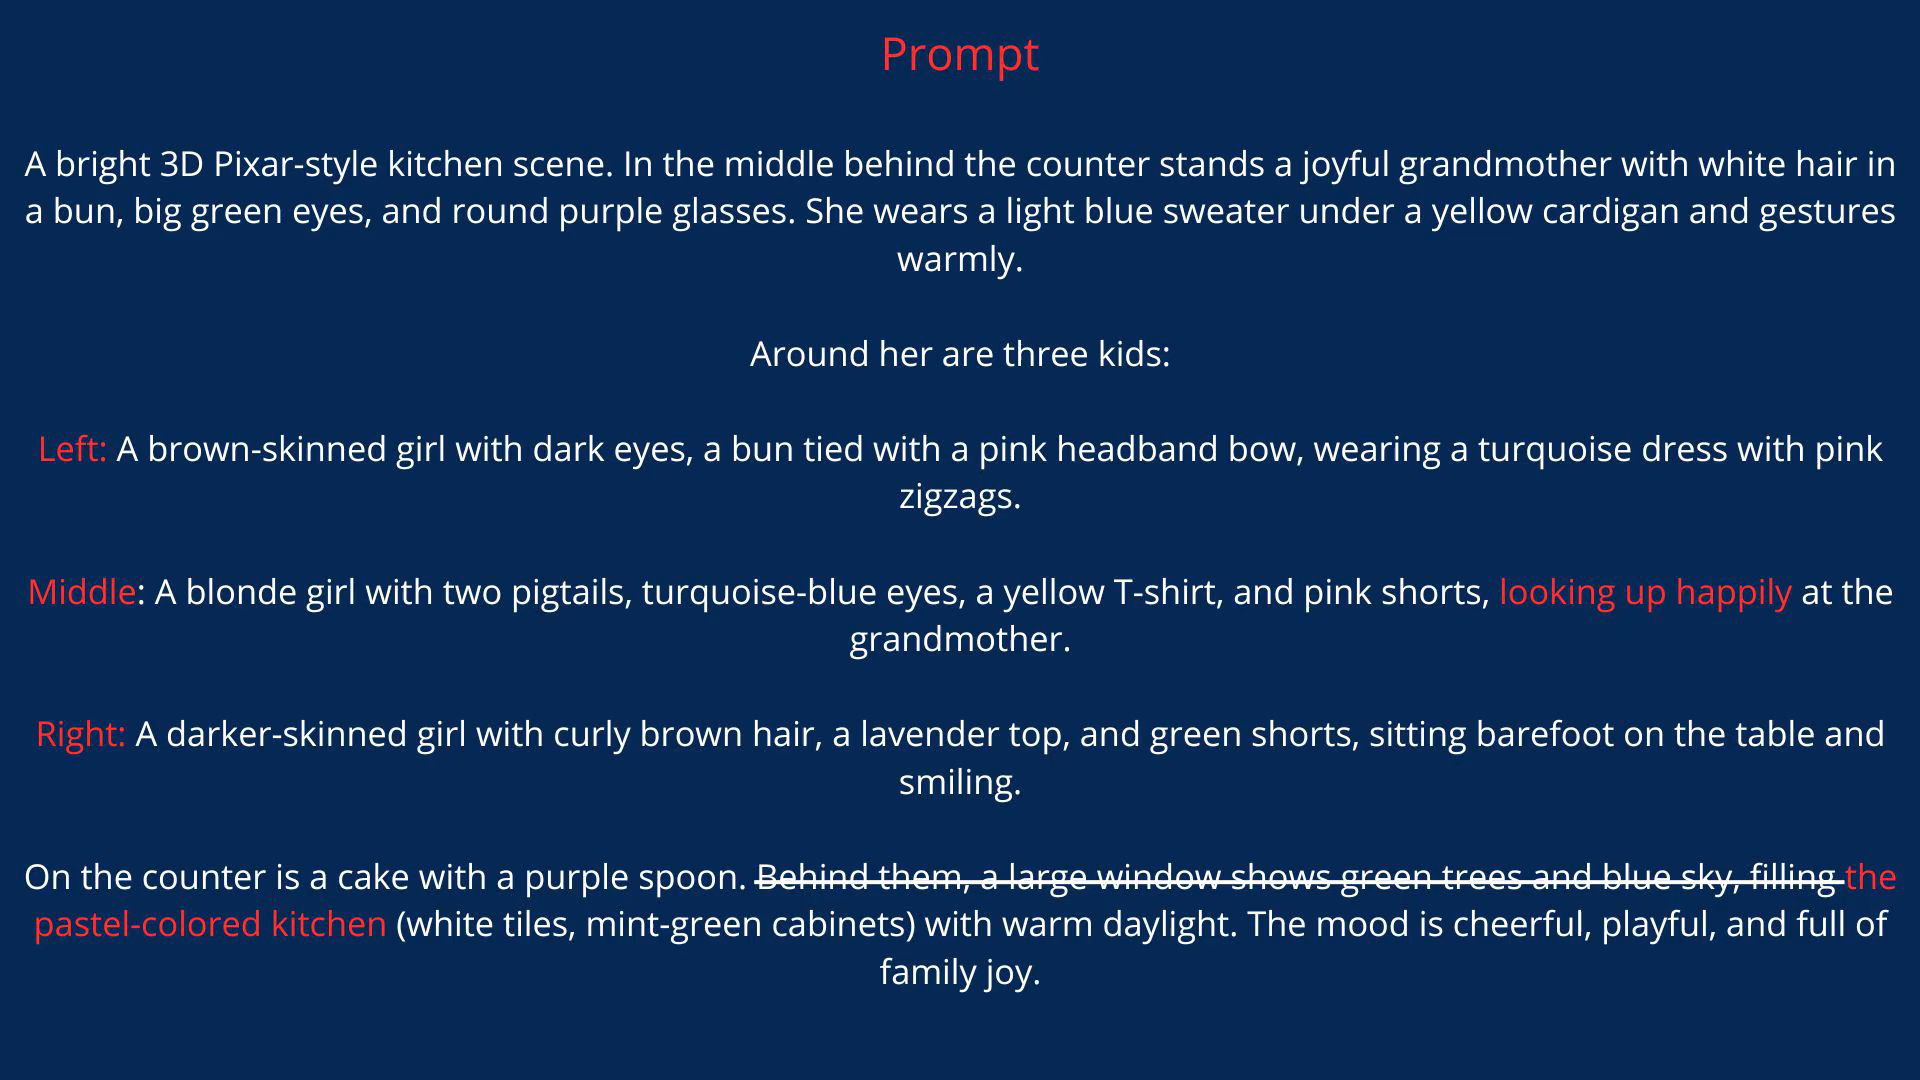 Prompt
A bright 3D Pixar-style kitchen scene. In the middle behind the counter stands a joyful grandmother with white hair in
a bun, big green eyes, and round purple glasses. She wears a light blue sweater under a yellow cardigan and gestures
warmly.
Around her are three kids:
Left: A brown-skinned girl with dark eyes, a bun tied with a pink headband bow, wearing a turquoise dress with pink
zigzags.
Middle: A blonde girl with two pigtails, turquoise-blue eyes, a yellow T-shirt, and pink shorts, looking up happily at the
grandmother.
Right: A darker-skinned girl with curly brown hair, a lavender top, and green shorts, sitting barefoot on the table and
smiling.
On the counter is a cake with a purple spoon. Behind them, a large window shows green trees and blue sky, filling the
pastel-colored kitchen (white tiles, mint-green cabinets) with warm daylight. The mood is cheerful, playful, and full of
family joy.